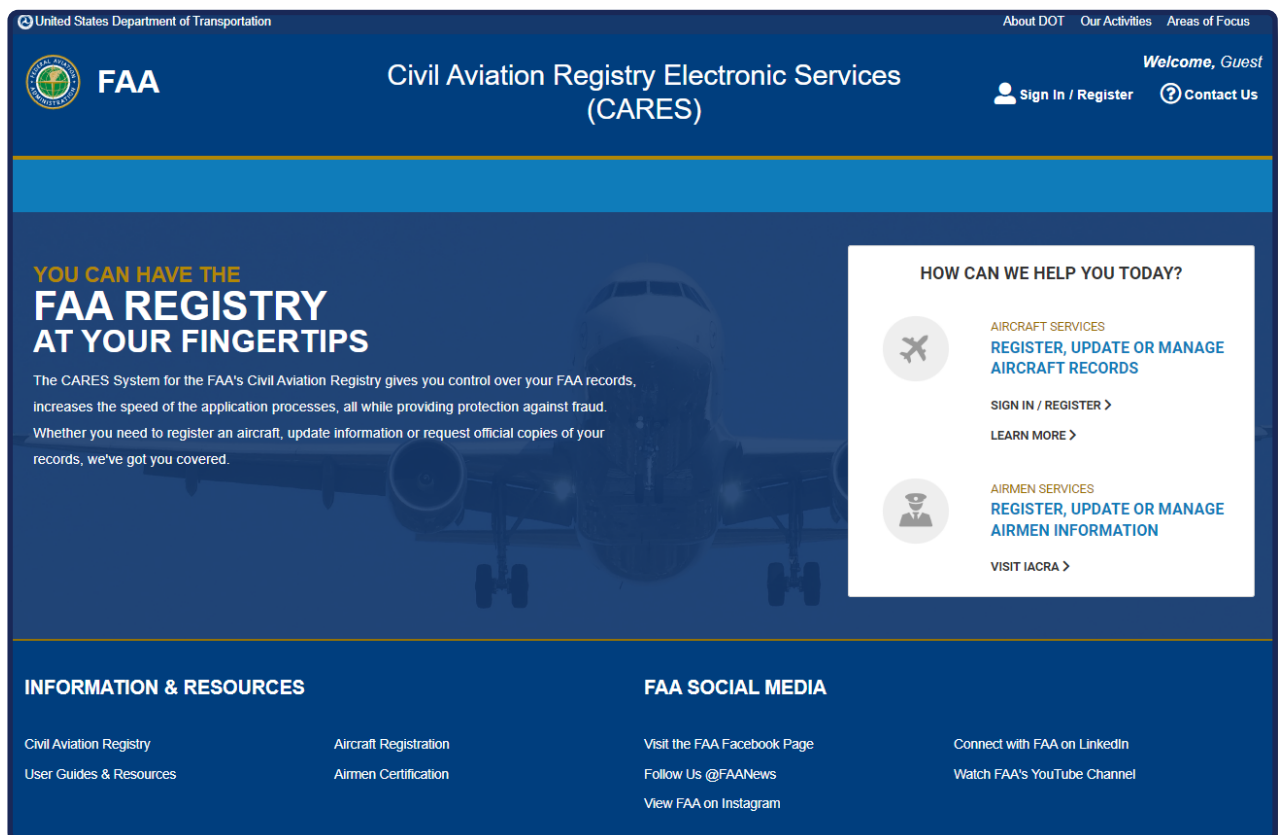 United States Department of Transportation
About DOT Our Activities Areas of Focus
FAA
Civil Aviation Registry Electronic Services
(CARES)
Welcome, Guest
Sign In / Register
Contact Us
YOU CAN HAVE THE
FAA REGISTRY
AT YOUR FINGERTIPS
The CARES System for the FAA's Civil Aviation Registry gives you control over your FAA records,
increases the speed of the application processes, all while providing protection against fraud.
Whether you need to register an aircraft, update information or request official copies of your
records, we've got you covered.
HOW CAN WE HELP YOU TODAY?
AIRCRAFT SERVICES
REGISTER, UPDATE OR MANAGE
AIRCRAFT RECORDS
SIGN IN / REGISTER
LEARN MORE
AIRMEN SERVICES
REGISTER, UPDATE OR MANAGE
AIRMEN INFORMATION
VISIT IACRA
INFORMATION & RESOURCES
Civil Aviation Registry
Aircraft Registration
User Guides & Resources
Airmen Certification
FAA SOCIAL MEDIA
Visit the FAA Facebook Page
Connect with FAA on LinkedIn
Follow Us @FAANews
Watch FAA's YouTube Channel
View FAA on Instagram